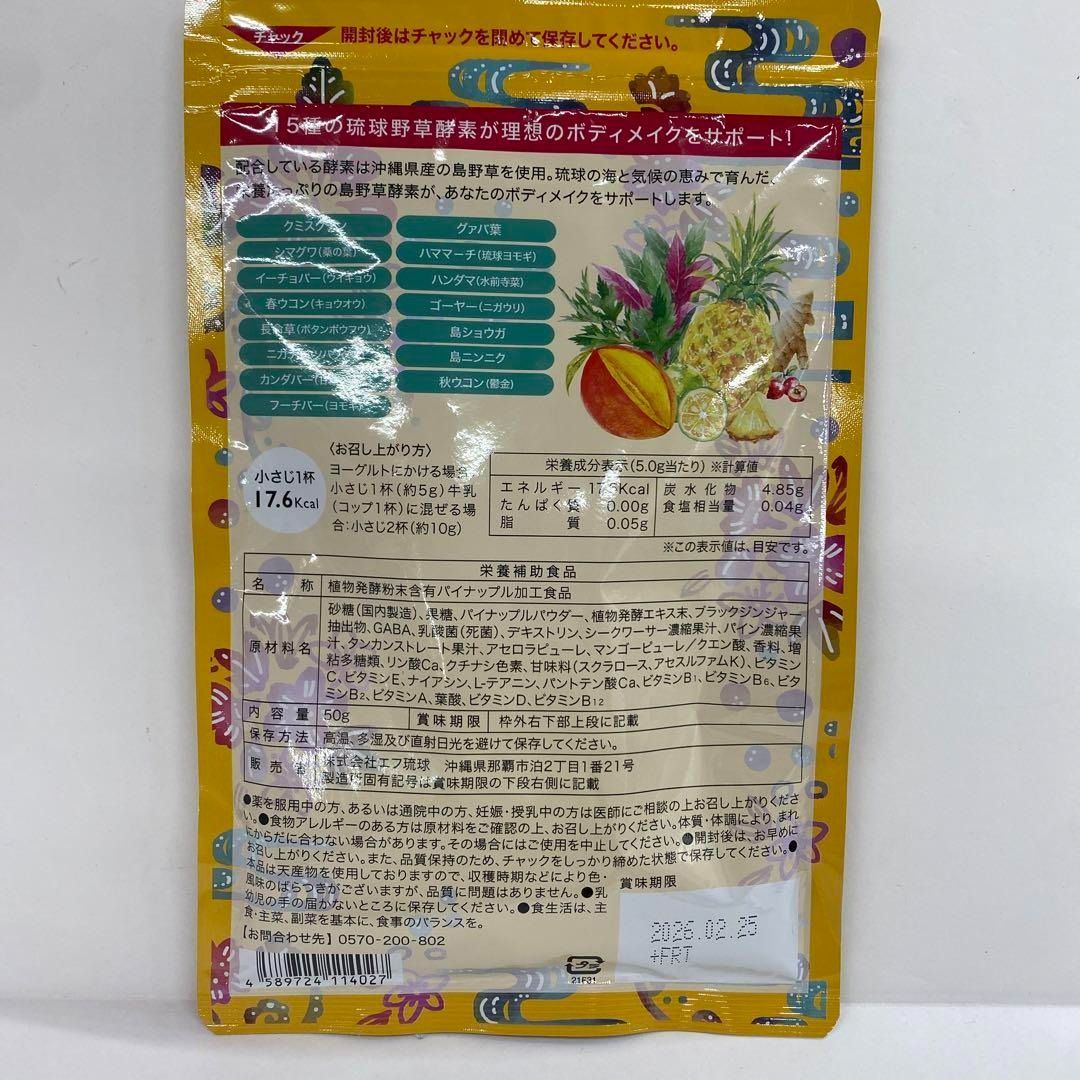 チャック
開封後はチャックを閉めて保存してください。
15種の琉球野草酵素が理想のボディメイクをサポート!
配合している酵素は沖縄県産の島野草を使用。琉球の海と気候の恵みで育んだ、
栄養たっぷりの島野草酵素が、あなたのボディメイクをサポートします。
シマグワ(桑の葉)
イーチョバー(ウイキョウ)
春ウコン(キョウオウ)
長命草(ボタンボウフウ)
カンダバー
フーチバー(ヨモギ)
グァバ葉
ハママーチ(琉球ヨモギ)
ハンダマ(水前寺菜)
ゴーヤー(ニガウリ)
島ショウガ
島ニンニク
秋ウコン(鬱金)
小さじ1杯
17.6Kcal
〈お召し上がり方〉
ヨーグルトにかける場合
小さじ1杯(約5g)牛乳
(コップ1杯)に混ぜる場
合:小さじ2杯(約10g)
栄養成分表示(5.0g当たり) ※計算値
エネルギー 17.6Kcal 炭水化物 4.85g
たんぱく質 0.00g 食塩相当量 0.04g
脂質 0.05g
※この表示値は、目安です。
栄養補助食品
名称 植物発酵粉末含有パイナップル加工食品
原材料名
砂糖(国内製造)、果糖、パイナップルパウダー、植物発酵エキス末、ブラックジンジャー
抽出物、GABA、乳酸菌(死菌)、デキストリン、シークワーサー濃縮果汁、パイン濃縮果
汁、タンカンストレート果汁、アセロラピューレ、マンゴーピューレ/クエン酸、香料、増
粘多糖類、リン酸Ca、クチナシ色素、甘味料(スクラロース、アセスルファムK)、ビタミン
C、ビタミンE、ナイアシン、L-テアニン、パントテン酸Ca、ビタミンB1、ビタミンB6、ビタ
ミンB2、ビタミンA、葉酸、ビタミンD、ビタミンB12
内容量 50g 賞味期限 枠外右下部上段に記載
保存方法 高温、多湿及び直射日光を避けて保存してください。
販売者 株式会社エフ琉球 沖縄県那覇市泊2丁目1番21号
製造所固有記号は賞味期限の下段右側に記載
●薬を服用中の方、あるいは通院中の方、妊娠・授乳中の方は医師にご相談の上お召し上がりくださ
い。●食物アレルギーのある方は原材料をご確認の上、お召し上がりください。体質・体調により、まれ
にからだに合わない場合があります。その場合にはご使用を中止してください。●開封後は、お早めに
お召し上がりください。また、品質保持のため、チャックをしっかり締めた状態で保存してください。●
本品は天産物を使用しておりますので、収穫時期などにより色・
風味のばらつきがございますが、品質に問題はありません。●乳
幼児の手の届かないところに保存してください。●食生活は、主
食・主菜、副菜を基本に、食事のバランスを。
【お問合わせ先】0570-200-802
賞味期限
2026.02.25
+FRT
4 589724 114027
21F31